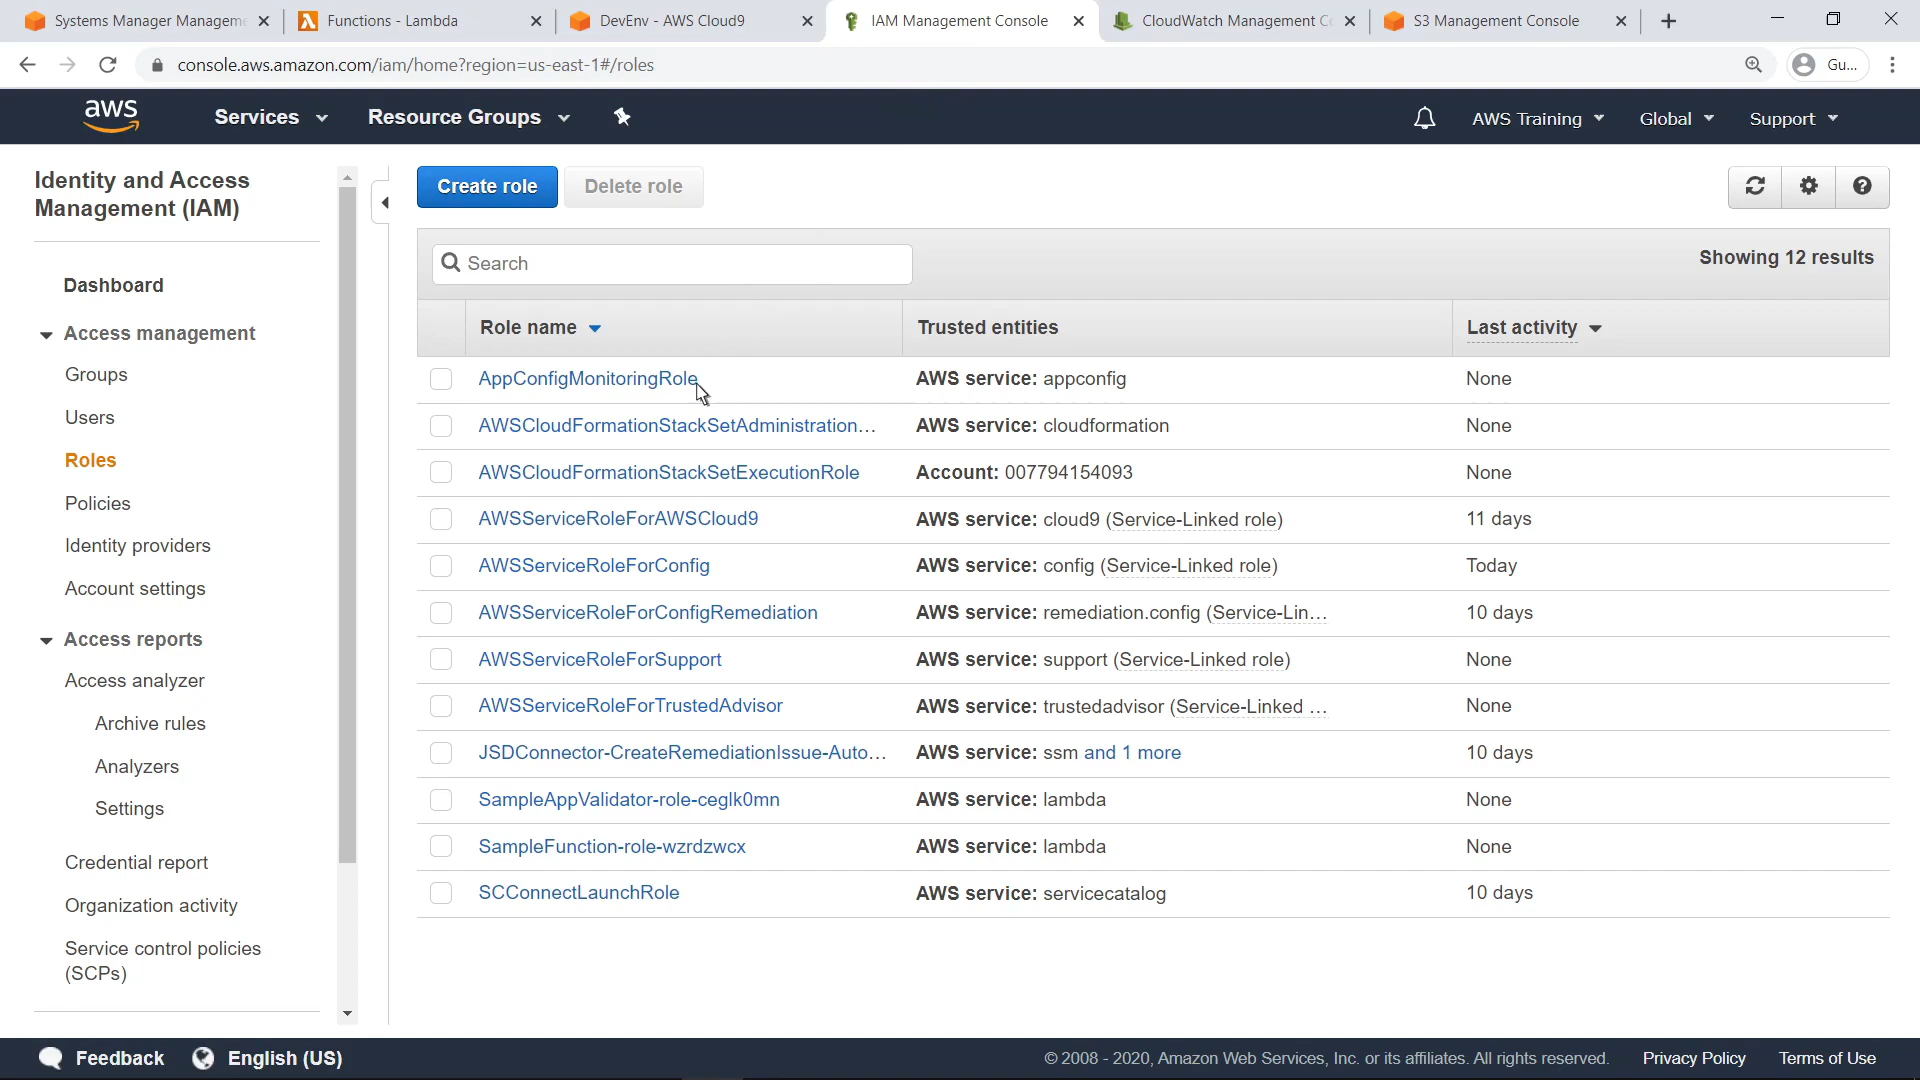 Systems Manager Managem
Functions - Lambda
DevEnv - AWS Cloud9
IAM Management Console
CloudWatch Management C
S3 Management Console
console.aws.amazon.com/iam/home?region=us-east-1#/roles
Gu...
aws
Services
Resource Groups
AWS Training
Global
Support
Identity and Access
Management (IAM)
Dashboard
Access management
Groups
Users
Roles
Policies
Identity providers
Account settings
Access reports
Access analyzer
Archive rules
Analyzers
Settings
Credential report
Organization activity
Service control policies
(SCPs)
Create role
Delete role
Search
Showing 12 results
Role name Trusted entities Last activity
AppConfigMonitoringRole AWS service: appconfig None
AWSCloudFormationStackSetAdministration... AWS service: cloudformation None
AWSCloudFormationStackSetExecutionRole Account: 007794154093 None
AWSServiceRoleForAWSCloud9 AWS service: cloud9 (Service-Linked role) 11 days
AWSServiceRoleForConfig AWS service: config (Service-Linked role) Today
AWSServiceRoleForConfigRemediation AWS service: remediation.config (Service-Lin... 10 days
AWSServiceRoleForSupport AWS service: support (Service-Linked role) None
AWSServiceRoleForTrustedAdvisor AWS service: trustedadvisor (Service-Linked ... None
JSDConnector-CreateRemediationIssue-Auto... AWS service: ssm and 1 more 10 days
SampleAppValidator-role-ceglk0mn AWS service: lambda None
SampleFunction-role-wzrdzwcx AWS service: lambda None
SCConnectLaunchRole AWS service: servicecatalog 10 days
Feedback
English (US)
© 2008 - 2020, Amazon Web Services, Inc. or its affiliates. All rights reserved.
Privacy Policy
Terms of Use